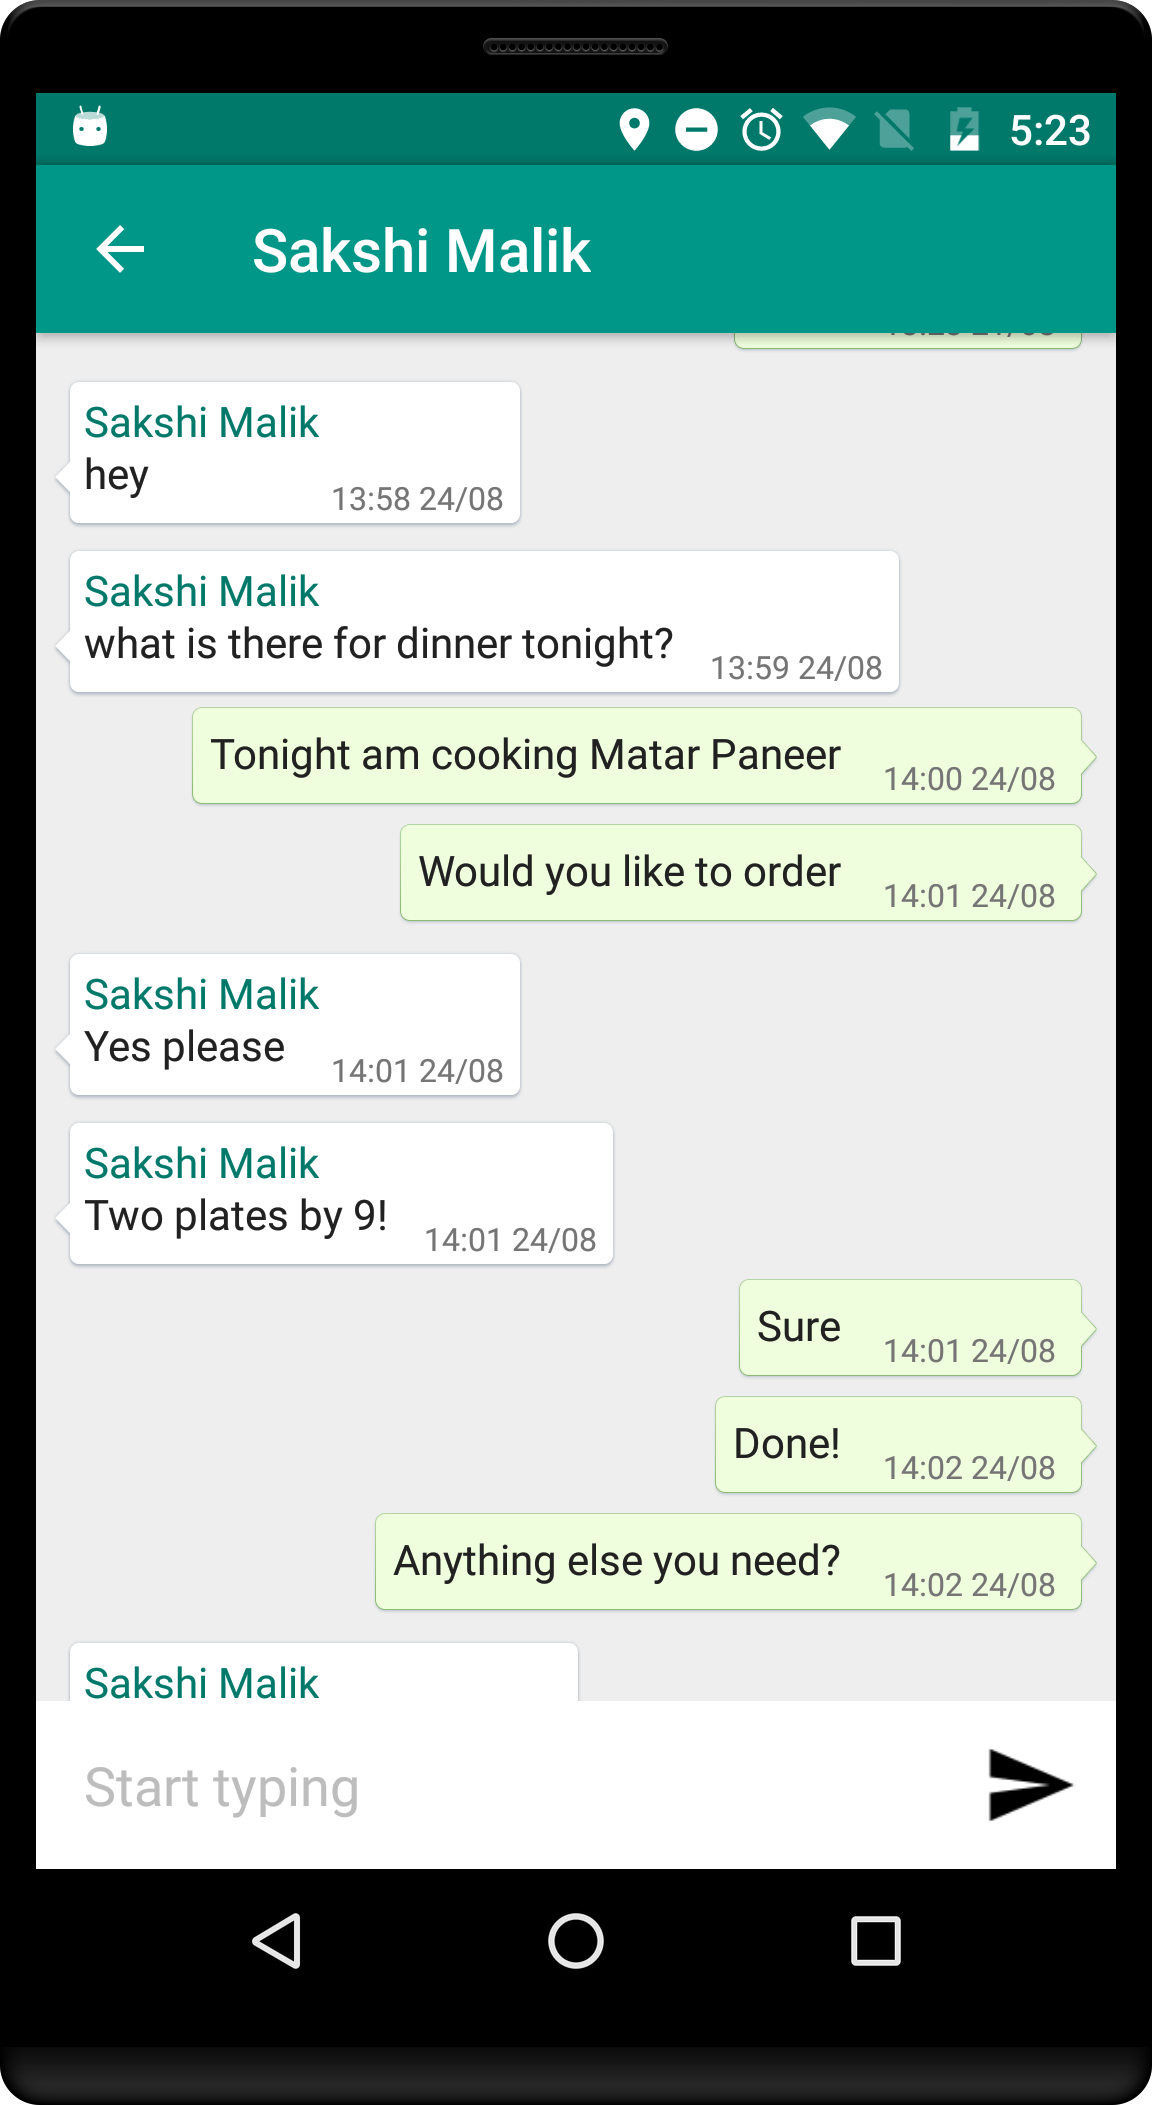 5:23
Sakshi Malik
Sakshi Malik
hey
13:58 24/08
Sakshi Malik
what is there for dinner tonight?
13:59 24/08
Tonight am cooking Matar Paneer
14:00 24/08
Would you like to order
14:01 24/08
Sakshi Malik
Yes please
14:01 24/08
Sakshi Malik
Two plates by 9!
14:01 24/08
Sure
14:01 24/08
Done!
14:02 24/08
Anything else you need?
14:02 24/08
Sakshi Malik
Start typing